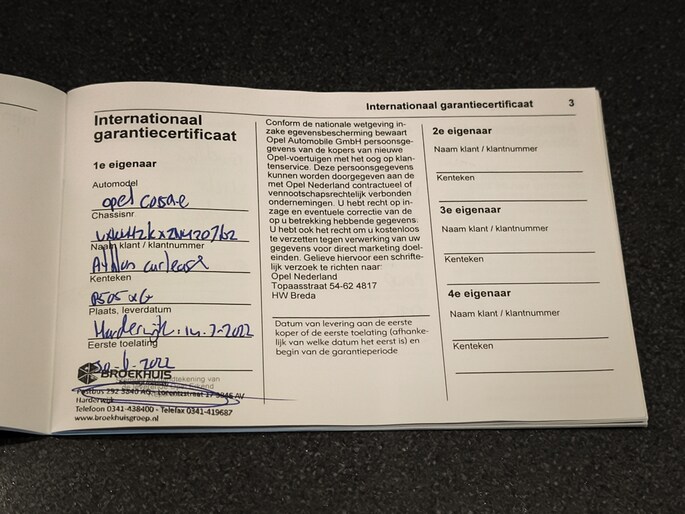 Internationaal garantiecertificaat 3
Internationaal
garantiecertificaat
1e eigenaar
Automodel
opel Corsa-e
Chassisnr
Naam klant / klantnummer
Kenteken
Plaats, leverdatum
Harderwijk
Eerste toelating
2022
BROEKHUIS
Postbus 292 3840 AG, Lorentzstraat
Harderwijk
Telefoon 0341-438400 - Telefax 0341-419687
www.broekhuisgroep.nl
Conform de nationale wetgeving in-
zake egevensbescherming bewaart
Opel Automobile GmbH persoonsge-
gevens van de kopers van nieuwe
Opel-voertuigen met het oog op klan-
tenservice. Deze persoonsgegevens
kunnen worden doorgegeven aan de
met Opel Nederland contractueel of
vennootschapsrechtelijk verbonden
ondernemingen. U hebt recht op in-
zage en eventuele correctie van de
op u betrekking hebbende gegevens.
U hebt ook het recht om u kosteloos
te verzetten tegen verwerking van uw
gegevens voor direct marketing doel-
einden. Gelieve hiervoor een schrifte-
lijk verzoek te richten naar:
Opel Nederland
Topaasstraat 54-62 4817
HW Breda
Datum van levering aan de eerste
koper of de eerste toelating (afhanke-
lijk van welke datum het eerst is) en
begin van de garantieperiode
2e eigenaar
Naam klant / klantnummer
Kenteken
3e eigenaar
Naam klant / klantnummer
Kenteken
4e eigenaar
Naam klant / klantnummer
Kenteken